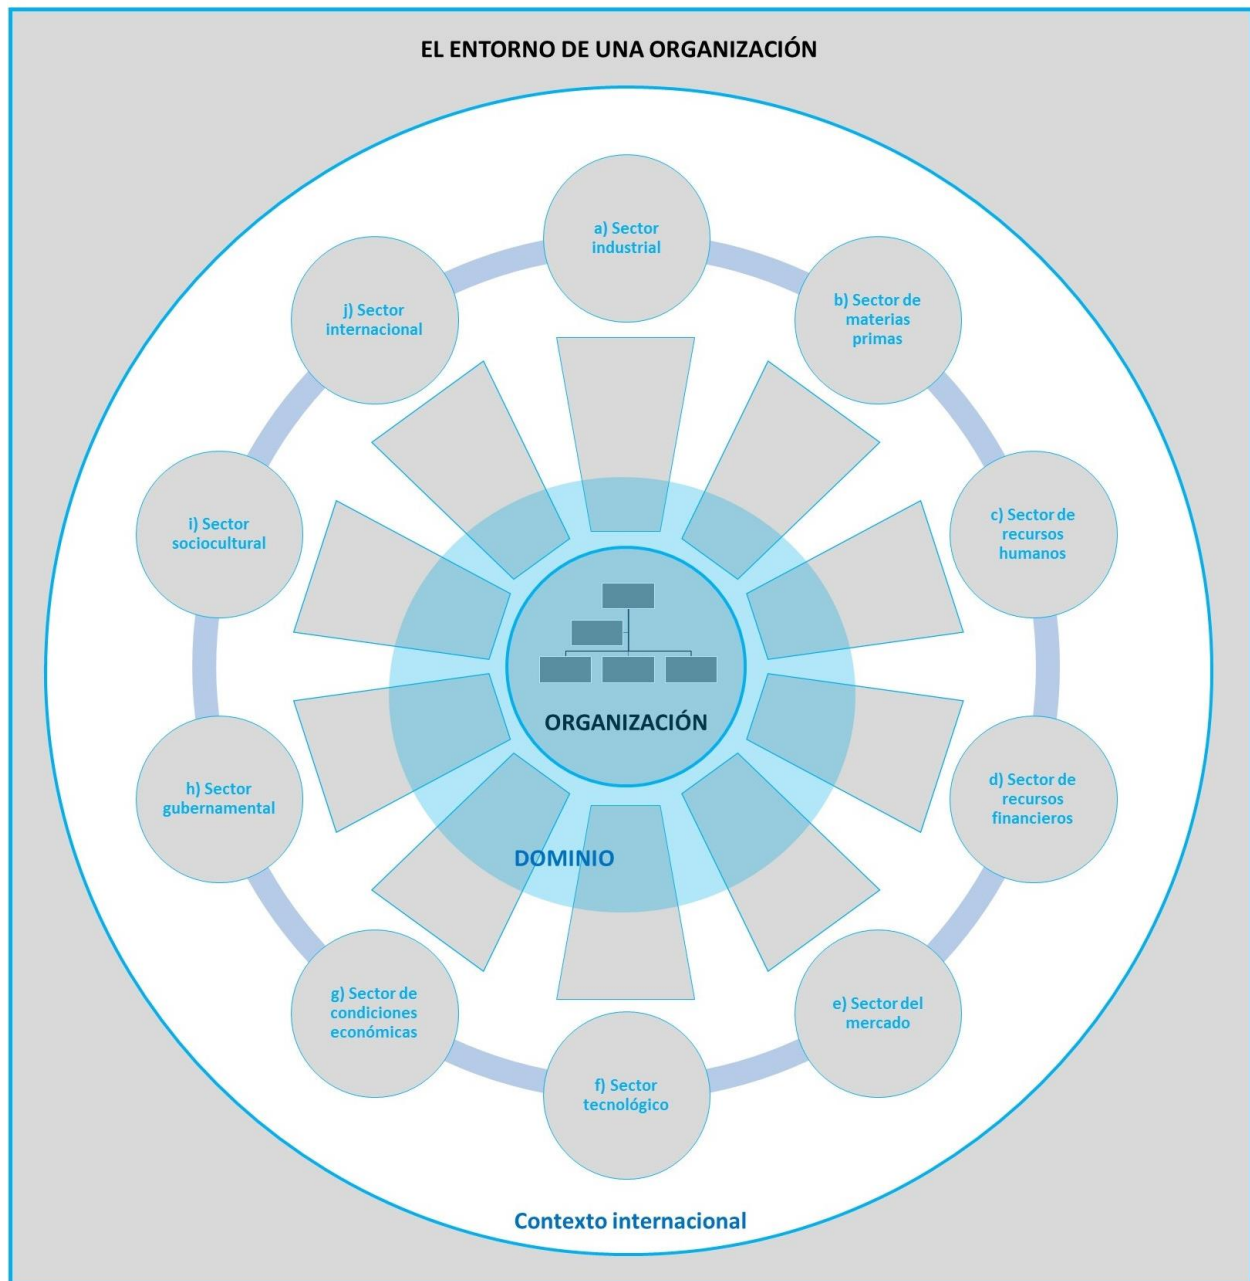 EL ENTORNO DE UNA ORGANIZACIÓN
a) Sector
industrial
b) Sector de
materias
primas
c) Sector de
recursos
humanos
d) Sector de
recursos
financieros
e) Sector del
mercado
f) Sector
tecnológico
g) Sector de
condiciones
económicas
h) Sector
gubernamental
i) Sector
sociocultural
j) Sector
internacional
ORGANIZACIÓN
DOMINIO
Contexto internacional